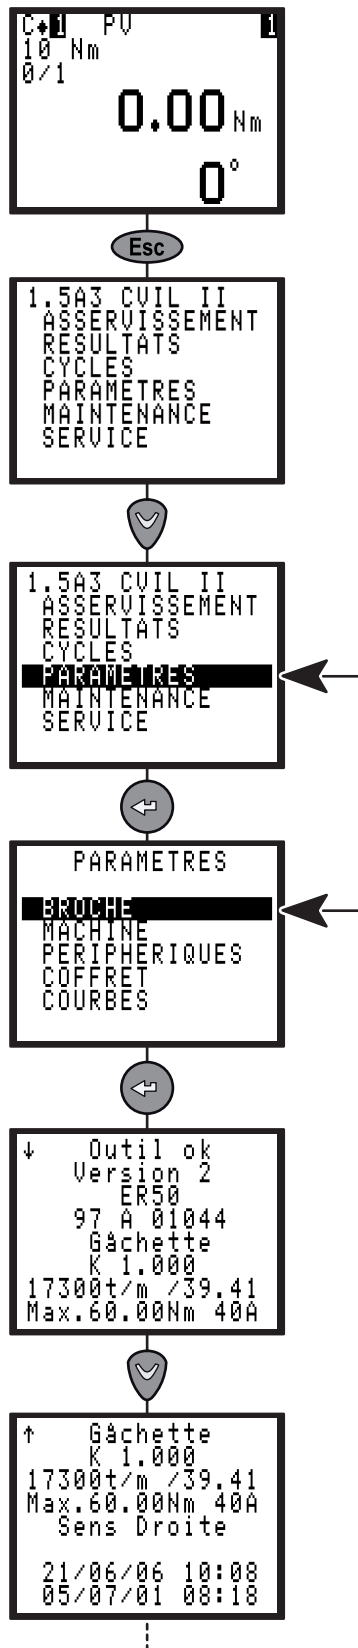 C♦1 PV 1
10 Nm
0/1
0.00 Nm
0°
Esc
1.5A3 CVIL II
ASSERVISSEMENT
RESULTATS
CYCLES
PARAMETRES
MAINTENANCE
SERVICE
1.5A3 CVIL II
ASSERVISSEMENT
RESULTATS
CYCLES
PARAMETRES
MAINTENANCE
SERVICE
PARAMETRES
BROCHE
MACHINE
PERIPHERIQUES
COFFRET
COURBES
↓ Outil ok
Version 2
ER50
97 A 01044
Gâchette
K 1.000
17300t/m /39.41
Max.60.00Nm 40A
↑ Gâchette
K 1.000
17300t/m /39.41
Max.60.00Nm 40A
Sens Droite
21/06/06 10:08
05/07/01 08:18